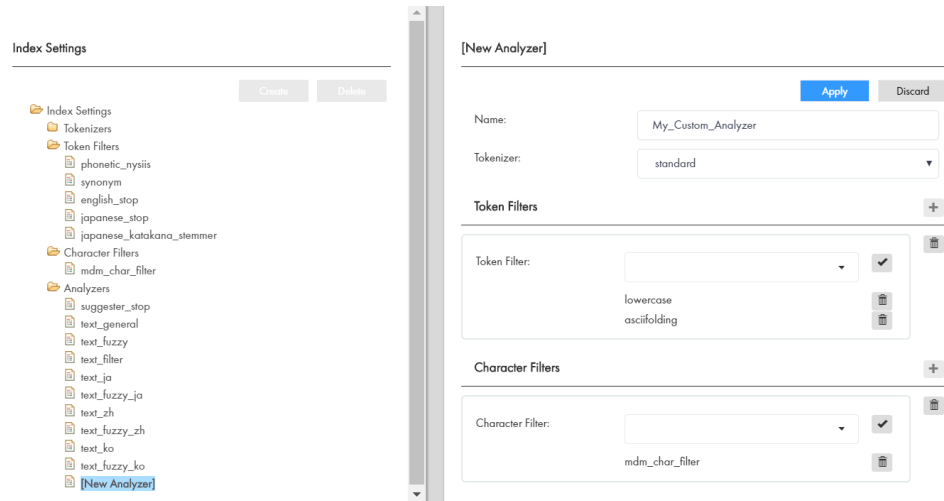 Index Settings
Create Delete
Index Settings
Tokenizers
Token Filters
phonetic_nysiis
synonym
english_stop
japanese_stop
japanese_katakana_stemmer
Character Filters
mdm_char_filter
Analyzers
suggester_stop
text_general
text_fuzzy
text_filter
text_ja
text_fuzzy_ja
text_zh
text_fuzzy_zh
text_ko
text_fuzzy_ko
[New Analyzer]
[New Analyzer]
Apply Discard
Name: My_Custom_Analyzer
Tokenizer: standard
Token Filters
Token Filter:
lowercase
asciifolding
Character Filters
Character Filter:
mdm_char_filter